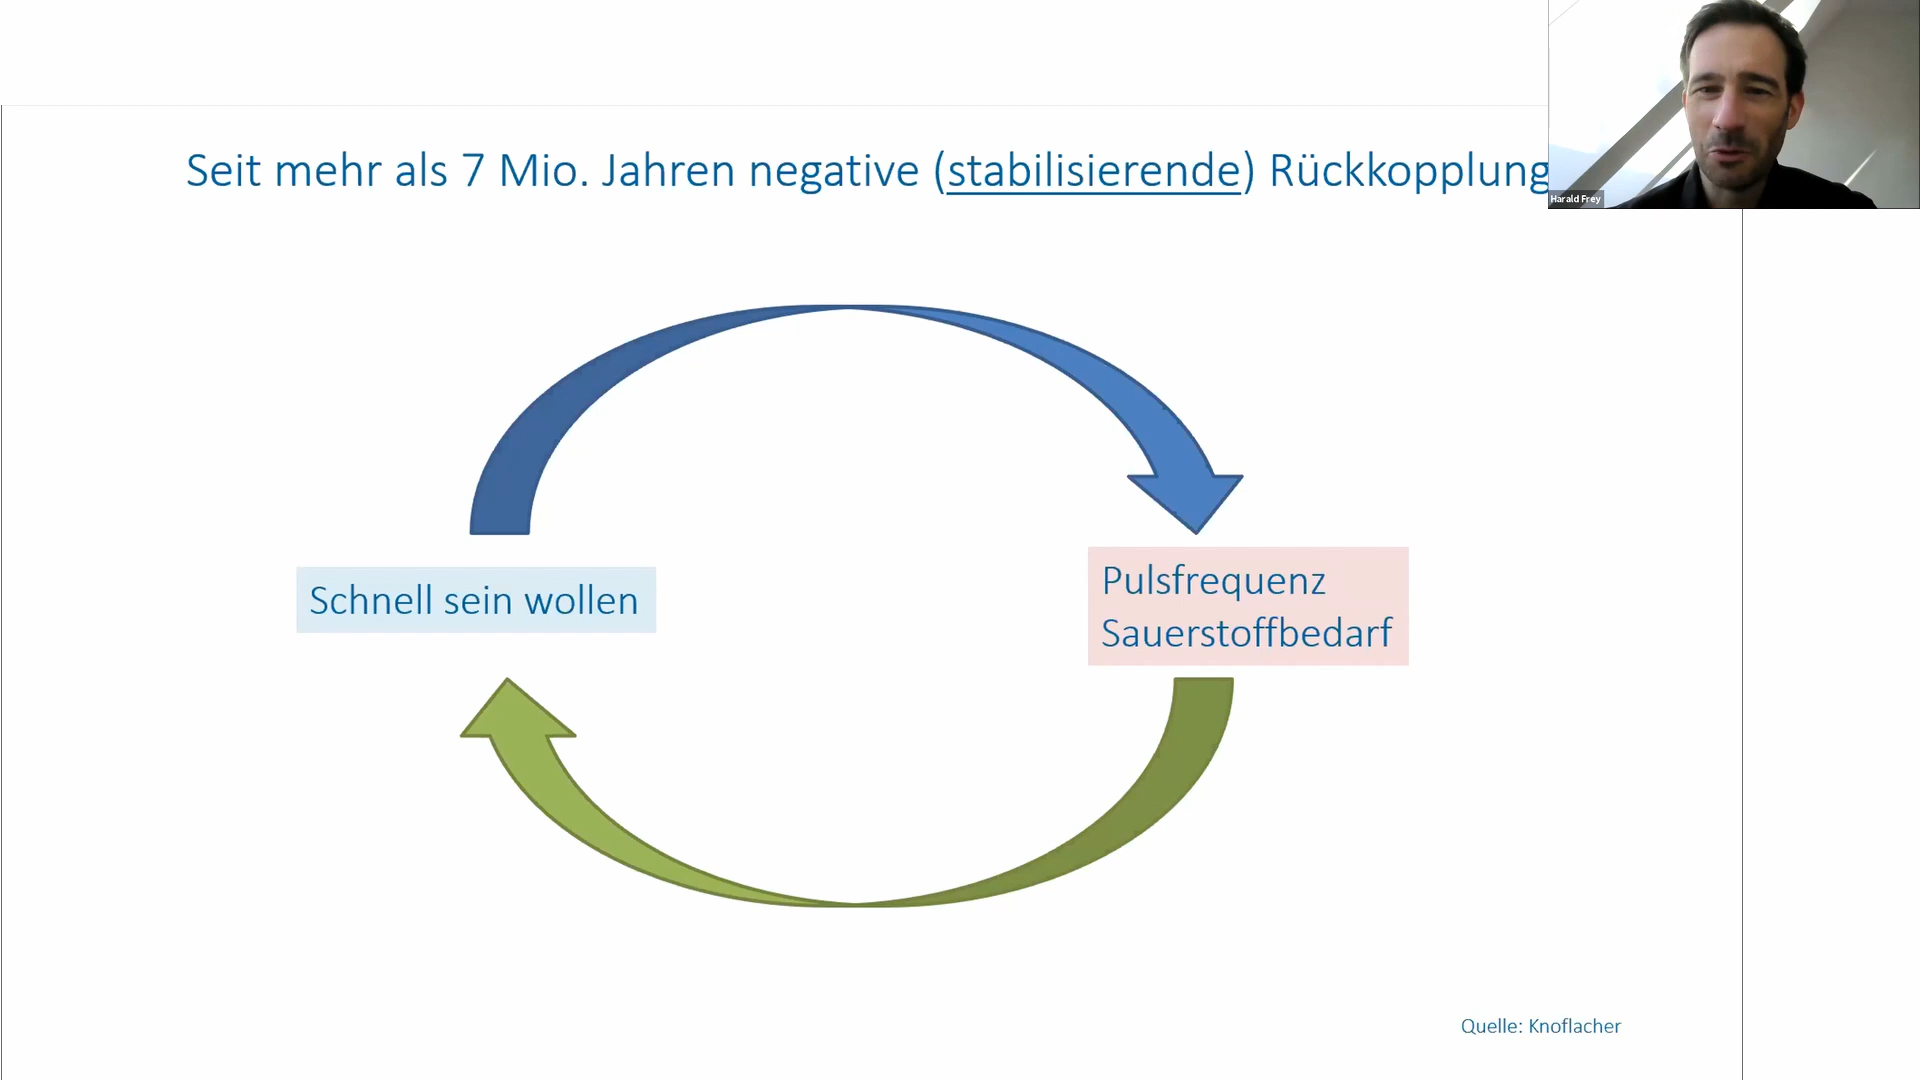 Seit mehr als 7 Mio. Jahren negative (stabilisierende) Rückkopplung
Harald Frey
Schnell sein wollen
Pulsfrequenz
Sauerstoffbedarf
Quelle: Knoflacher